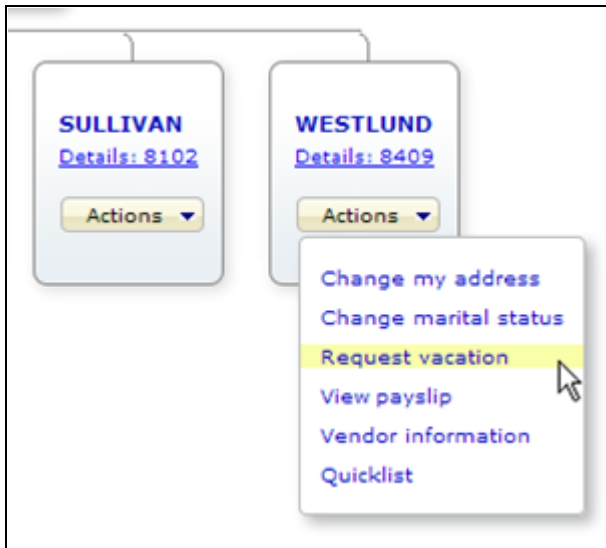 SULLIVAN
Details: 8102
Actions
WESTLUND
Details: 8409
Actions
Change my address
Change marital status
Request vacation
View payslip
Vendor information
Quicklist